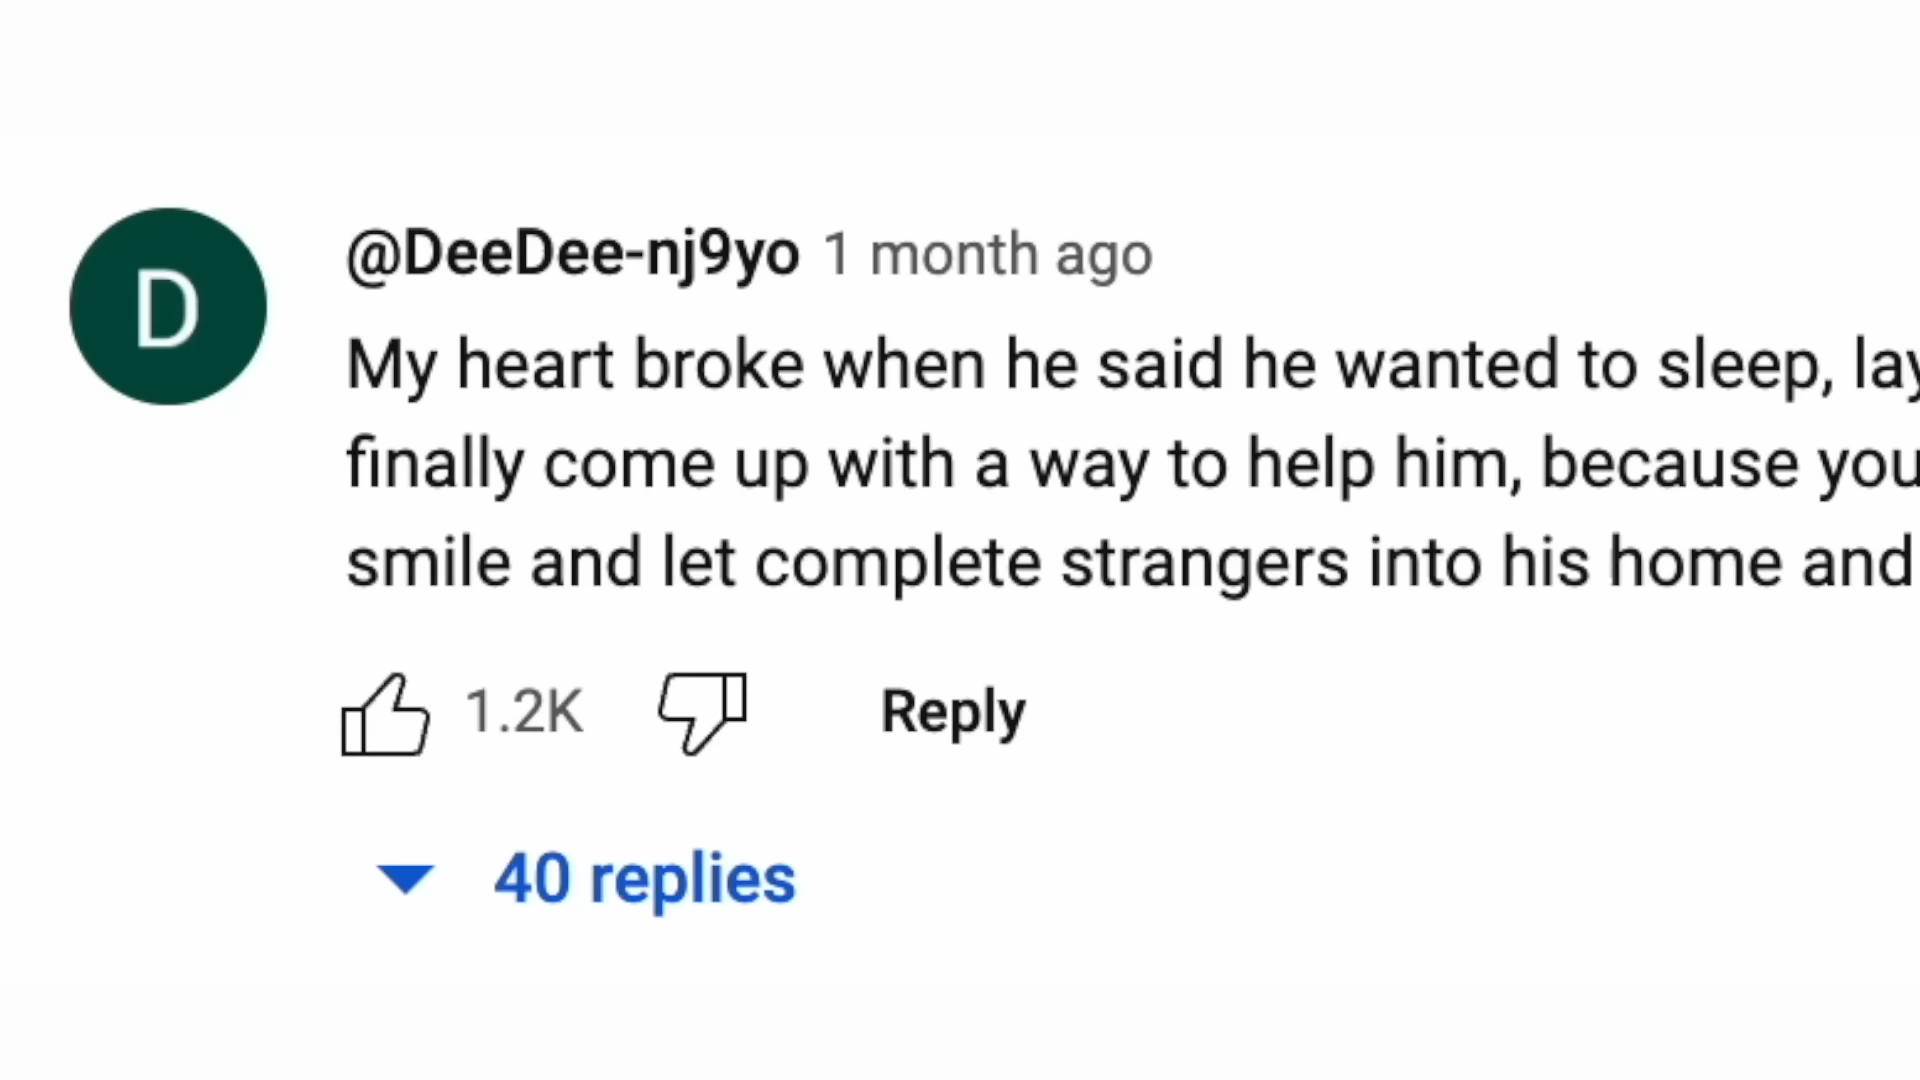 D
@DeeDee-nj9yo 1 month ago
My heart broke when he said he wanted to sleep,
finally come up with a way to help him, because you
smile and let complete strangers into his home and
1.2K Reply
40 replies